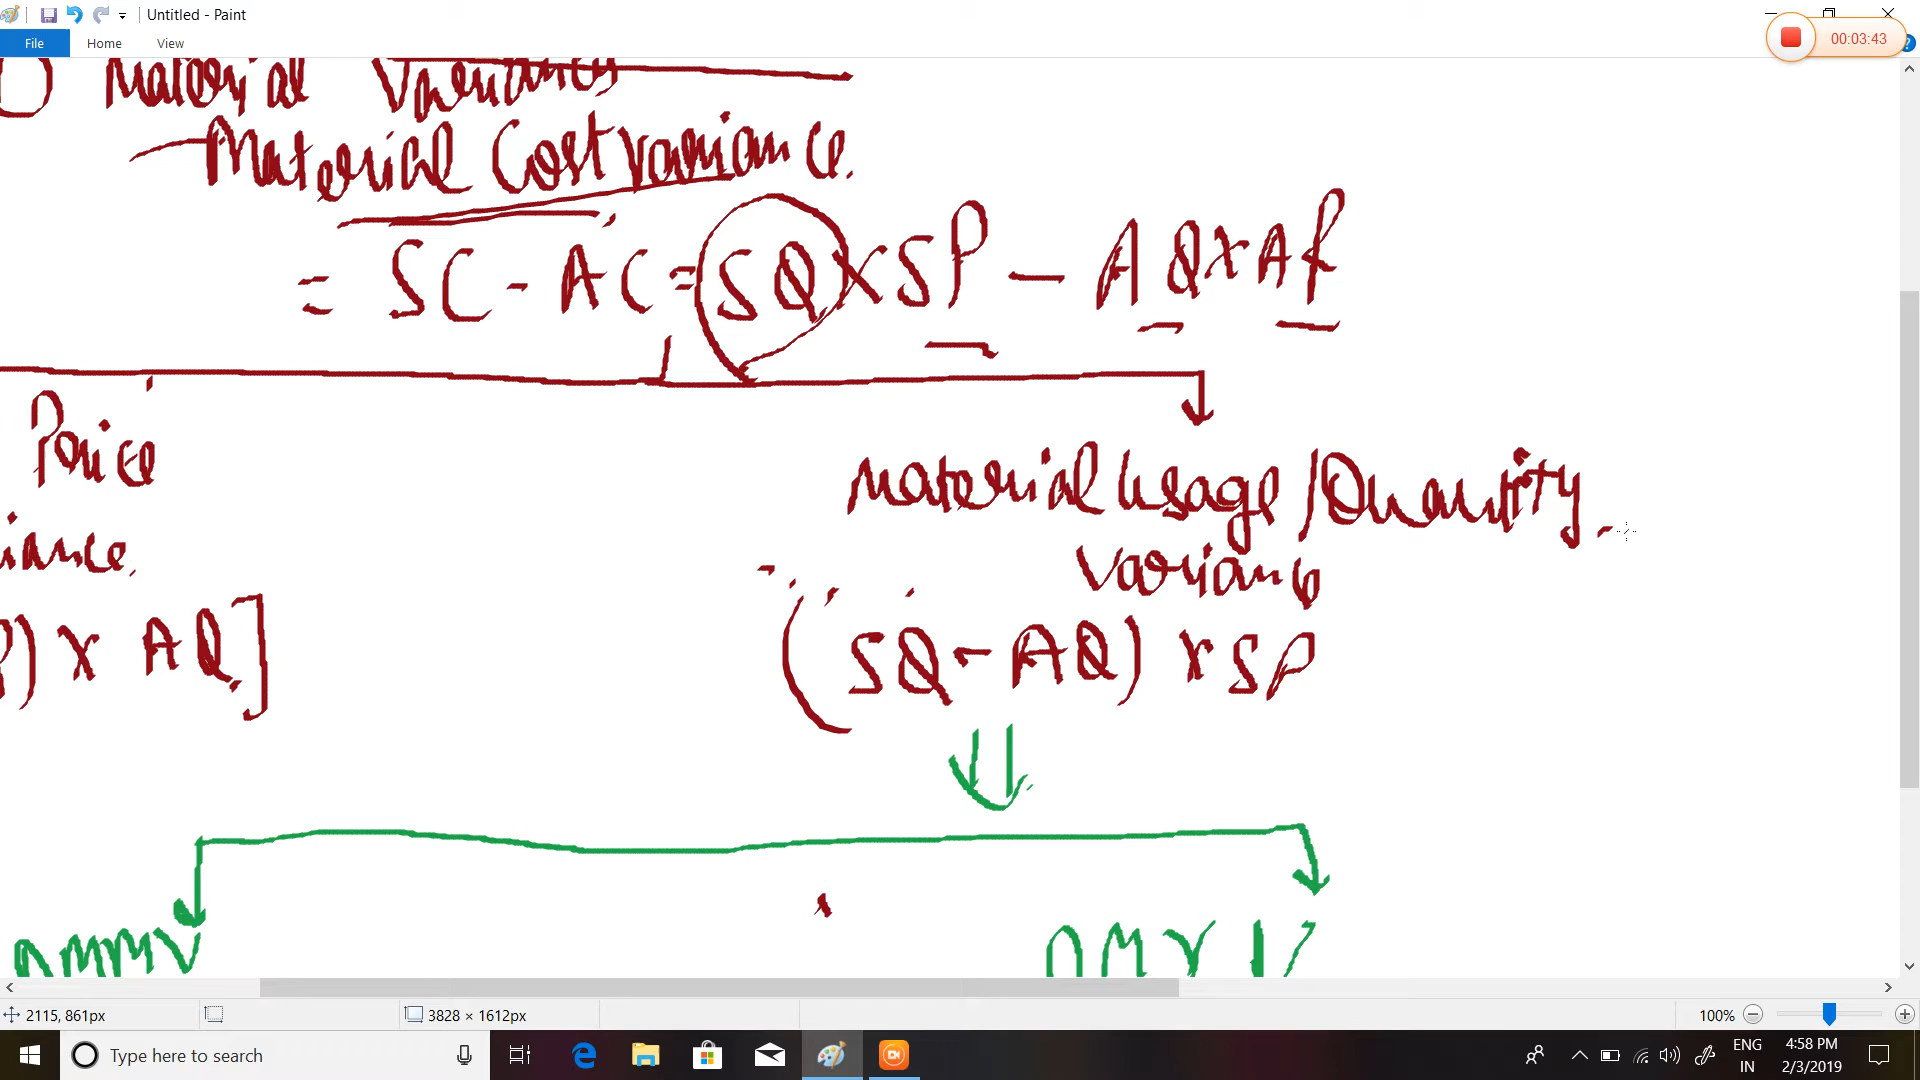 Untitled - Paint
00:03:43
File Home View
Material Variances
Material Cost variance.
= SC - AC = SQ x SP - AQ x AP
Price
Material Usage / Quantity
iance.
variance
) x AQ]
(SQ - AQ) x SP
DMMV
DMYV
2115, 861px
3828 × 1612px
100%
Type here to search
ENG
IN
4:58 PM
2/3/2019